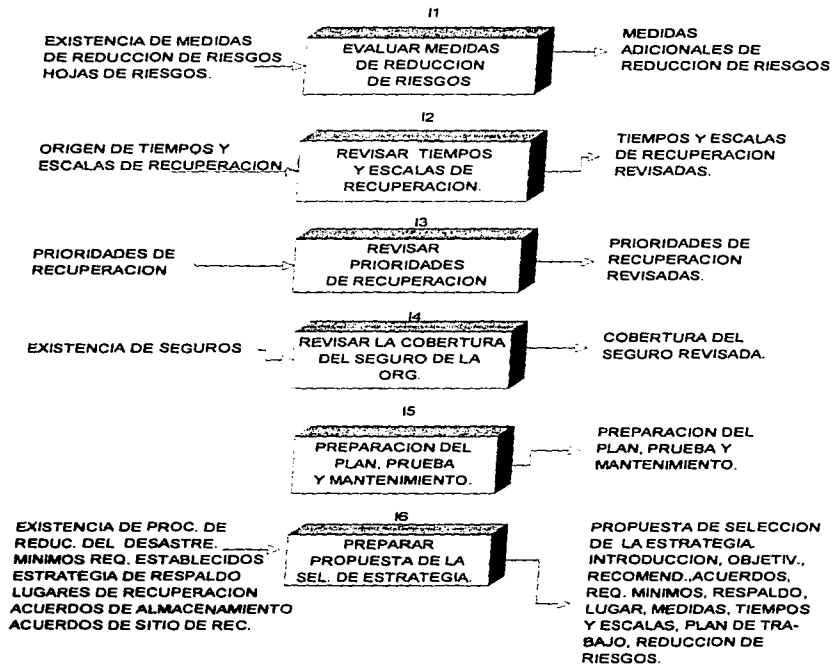 I1
EXISTENCIA DE MEDIDAS
DE REDUCCION DE RIESGOS
HOJAS DE RIESGOS.
EVALUAR MEDIDAS
DE REDUCCION
DE RIESGOS
MEDIDAS
ADICIONALES DE
REDUCCION DE RIESGOS
I2
ORIGEN DE TIEMPOS Y
ESCALAS DE RECUPERACION
REVISAR TIEMPOS
Y ESCALAS DE
RECUPERACION.
TIEMPOS Y ESCALAS
DE RECUPERACION
REVISADAS.
I3
PRIORIDADES DE
RECUPERACION
REVISAR
PRIORIDADES
DE RECUPERACION
PRIORIDADES DE
RECUPERACION
REVISADAS.
I4
EXISTENCIA DE SEGUROS
REVISAR LA COBERTURA
DEL SEGURO DE LA
ORG.
COBERTURA DEL
SEGURO REVISADA.
I5
PREPARACION DEL
PLAN, PRUEBA
Y MANTENIMIENTO.
PREPARACION DEL
PLAN, PRUEBA Y
MANTENIMIENTO.
I6
EXISTENCIA DE PROC. DE
REDUC. DEL DESASTRE.
MINIMOS REQ. ESTABLECIDOS
ESTRATEGIA DE RESPALDO
LUGARES DE RECUPERACION
ACUERDOS DE ALMACENAMIENTO
ACUERDOS DE SITIO DE REC.
PREPARAR
PROPUESTA DE LA
SEL. DE ESTRATEGIA.
PROPUESTA DE SELECCION
DE LA ESTRATEGIA.
INTRODUCCION, OBJETIV.,
RECOMEND.,ACUERDOS,
REQ. MINIMOS, RESPALDO,
LUGAR, MEDIDAS, TIEMPOS
Y ESCALAS, PLAN DE TRA-
BAJO, REDUCCION DE
RIESGOS.